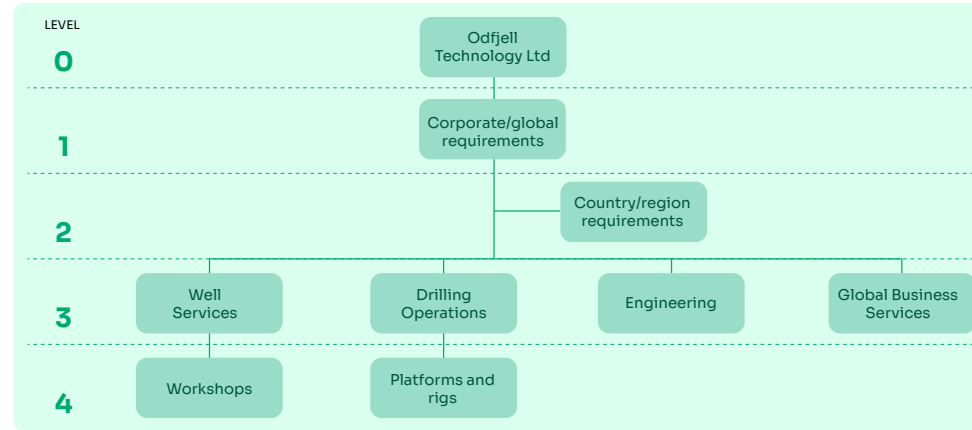 LEVEL
0
Odfjell
Technology Ltd
1
Corporate/global
requirements
2
Country/region
requirements
3
Well
Services
Drilling
Operations
Engineering
Global Business
Services
4
Workshops
Platforms and
rigs